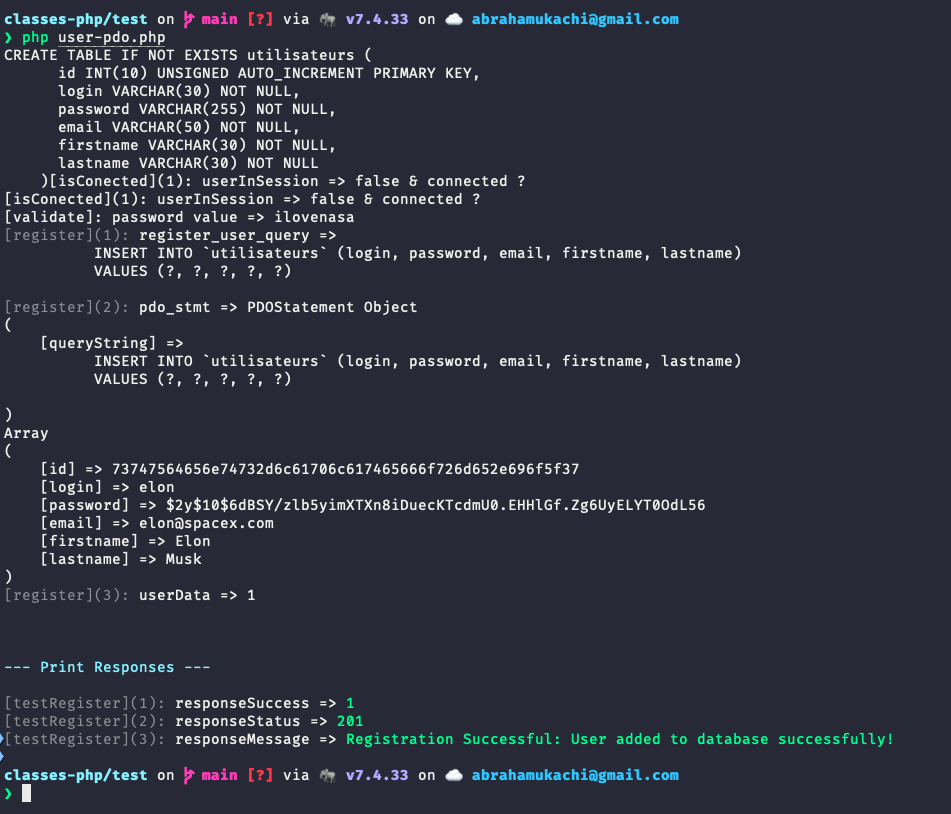 classes-php/test on main [?] via v7.4.33 on abrahamukachi@gmail.com
❯ php user-pdo.php
CREATE TABLE IF NOT EXISTS utilisateurs (
id INT(10) UNSIGNED AUTO_INCREMENT PRIMARY KEY,
login VARCHAR(30) NOT NULL,
password VARCHAR(255) NOT NULL,
email VARCHAR(50) NOT NULL,
firstname VARCHAR(30) NOT NULL,
lastname VARCHAR(30) NOT NULL
)[isConected](1): userInSession => false & connected ?
[isConected](1): userInSession => false & connected ?
[validate]: password value => ilovenasa
[register](1): register_user_query =>
INSERT INTO `utilisateurs` (login, password, email, firstname, lastname)
VALUES (?, ?, ?, ?, ?)
[register](2): pdo_stmt => PDOStatement Object
(
[queryString] =>
INSERT INTO `utilisateurs` (login, password, email, firstname, lastname)
VALUES (?, ?, ?, ?, ?)
)
Array
(
[id] => 73747564656e74732d6c61706c617465666f726d652e696f5f37
[login] => elon
[password] => $2y$10$6dBSY/zlb5yimXTXn8iDuecKTcdmU0.EHHlGf.Zg6UyELYT0OdL56
[email] => elon@spacex.com
[firstname] => Elon
[lastname] => Musk
)
[register](3): userData => 1
--- Print Responses ---
[testRegister](1): responseSuccess => 1
[testRegister](2): responseStatus => 201
[testRegister](3): responseMessage => Registration Successful: User added to database successfully!
classes-php/test on main [?] via v7.4.33 on abrahamukachi@gmail.com
❯